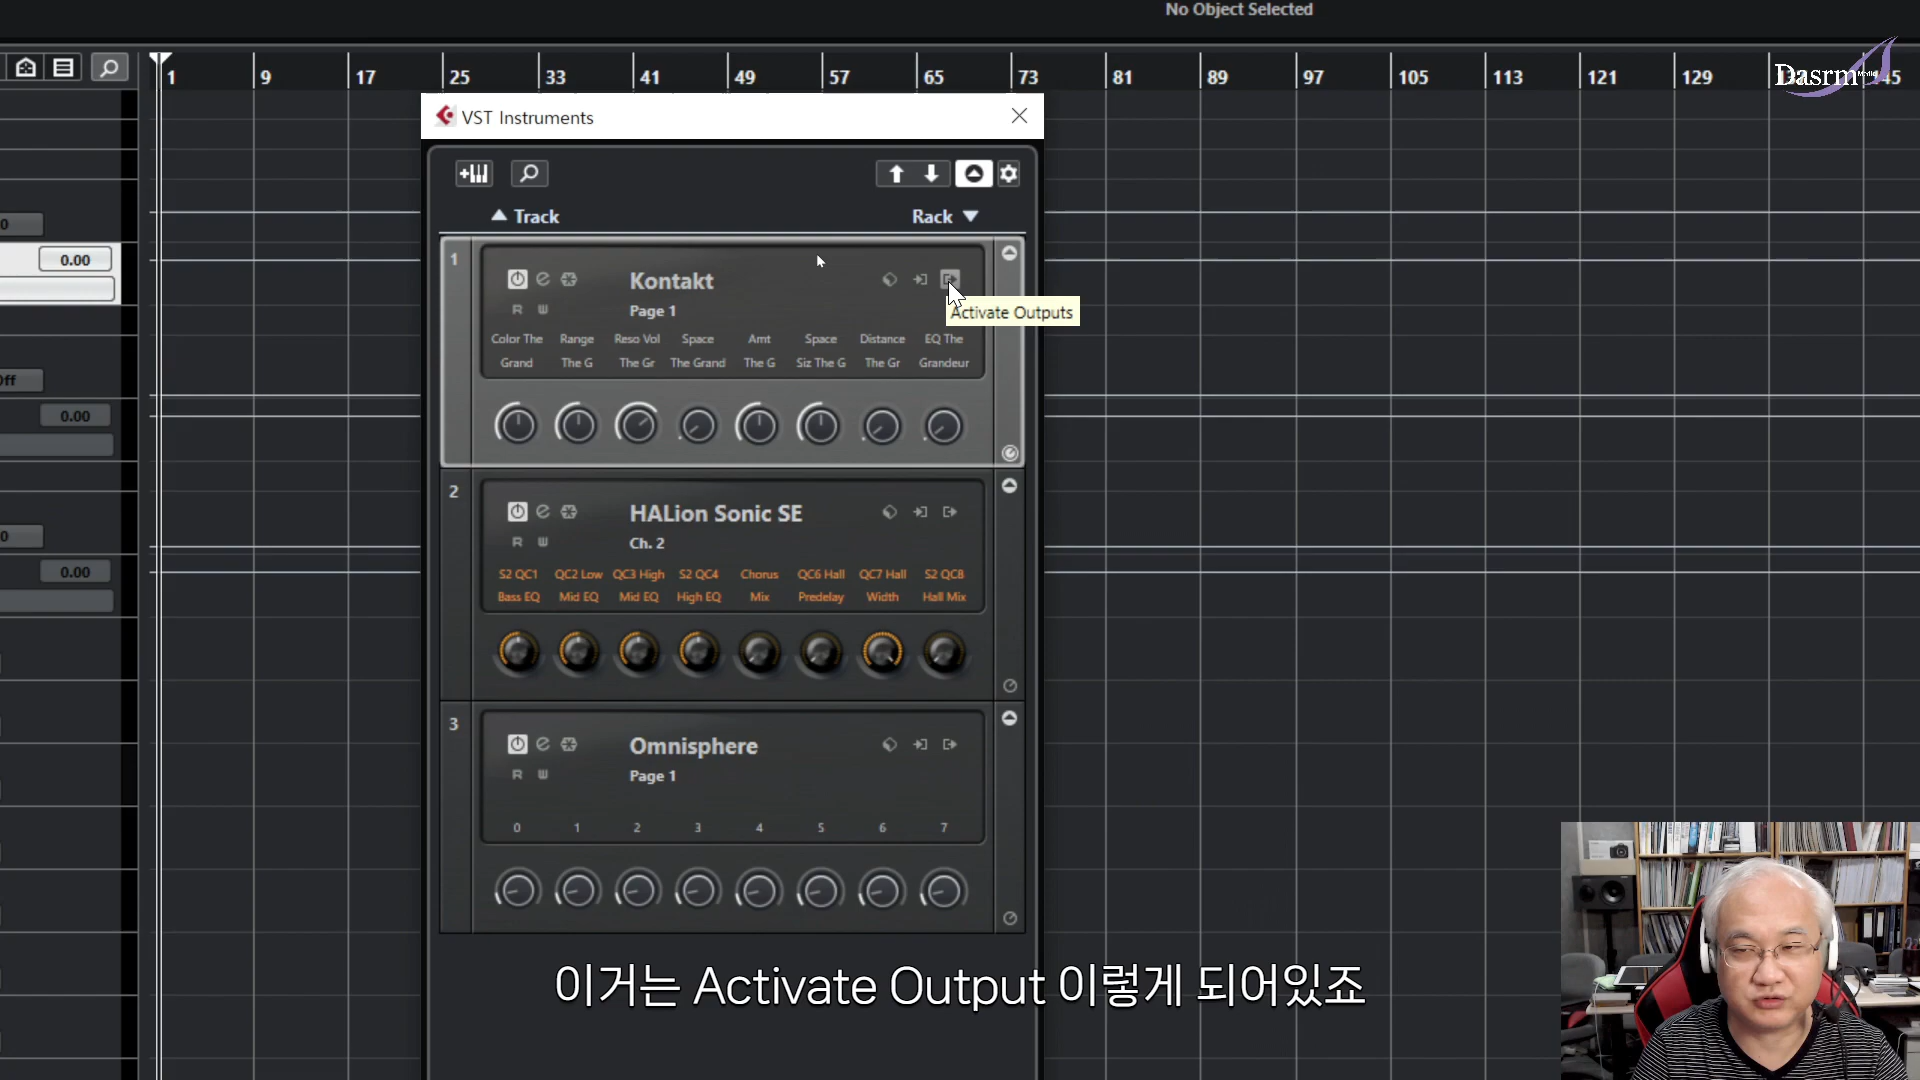 No Object Selected
1 9 17 25 33 41 49 57 65 73 81 89 97 105 113 121 129
Dasrm Media
VST Instruments
Track Rack
1
Kontakt
Activate Outputs
R W Page 1
Color The Range Reso Vol Space Amt Space Distance EQ The
Grand The G The Gr The Grand The G Siz The G The Gr Grandeur
2
HALion Sonic SE
R W Ch. 2
S2 QC1 QC2 Low QC3 High S2 QC4 Chorus QC6 Hall QC7 Hall S2 QC8
Bass EQ Mid EQ Mid EQ High EQ Mix Predelay Width Hall Mix
3
Omnisphere
R W Page 1
0 1 2 3 4 5 6 7
0
0.00
0.00
0
0.00
이거는 Activate Output 이렇게 되어있죠